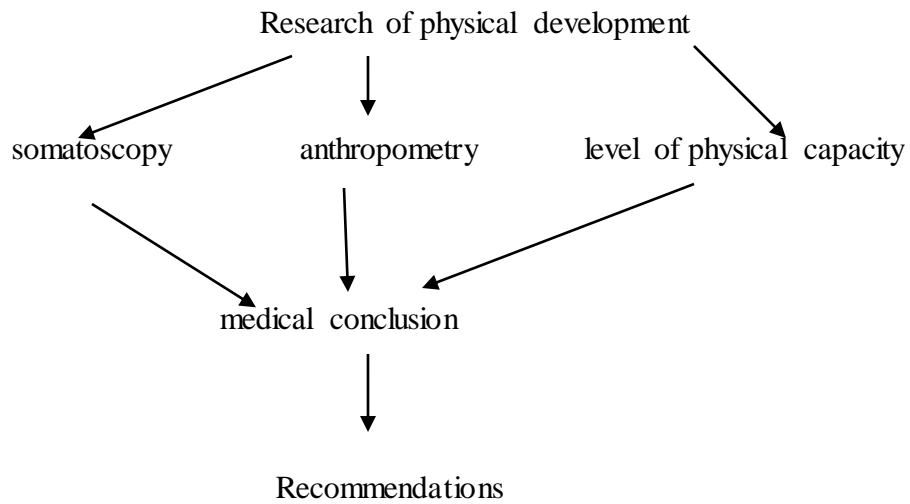 Research of physical development
somatoscopy anthropometry level of physical capacity
medical conclusion
Recommendations